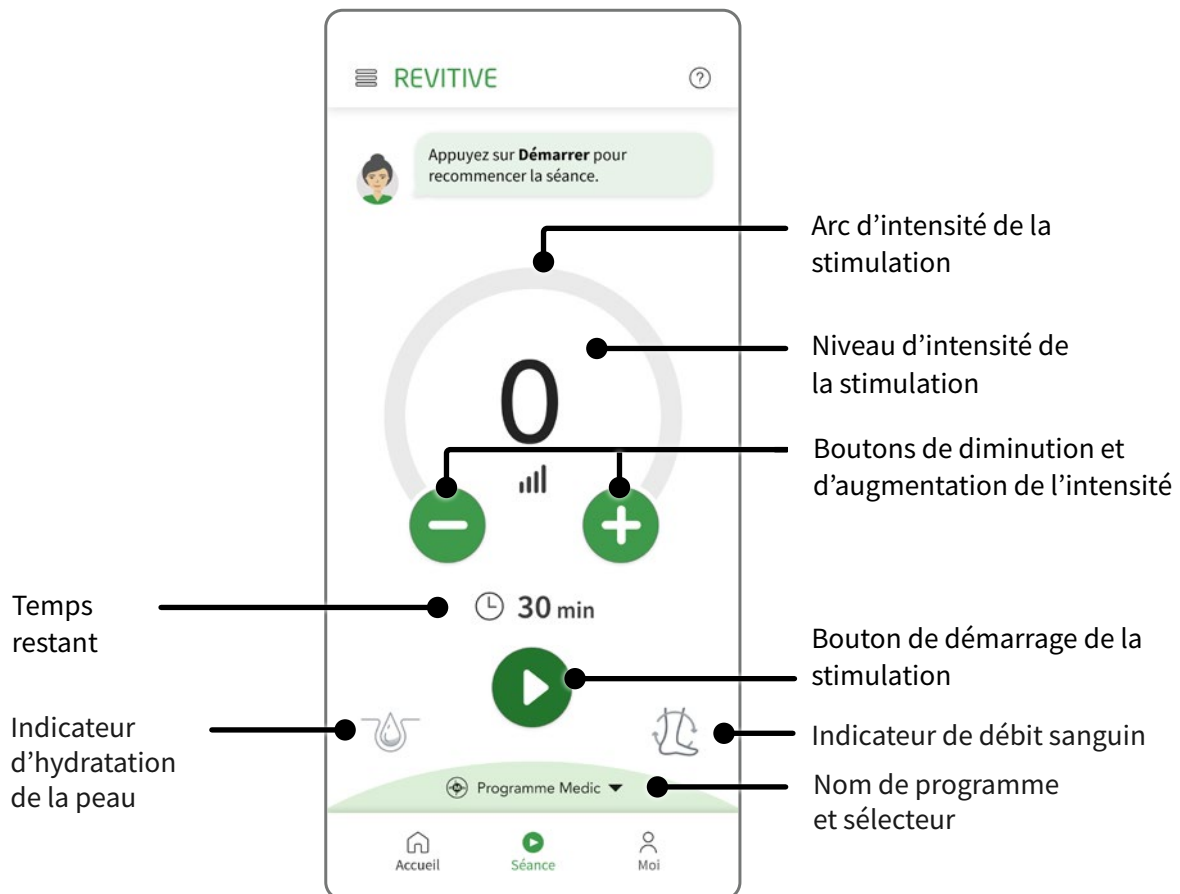 REVITIVE
?
Appuyez sur Démarrer pour
recommencer la séance.
Arc d’intensité de la
stimulation
Niveau d’intensité de
la stimulation
0
Boutons de diminution et
d’augmentation de l’intensité
Temps
restant
30 min
Bouton de démarrage de la
stimulation
Indicateur
d’hydratation
de la peau
Indicateur de débit sanguin
Programme Medic
Nom de programme
et sélecteur
Accueil
Séance
Moi